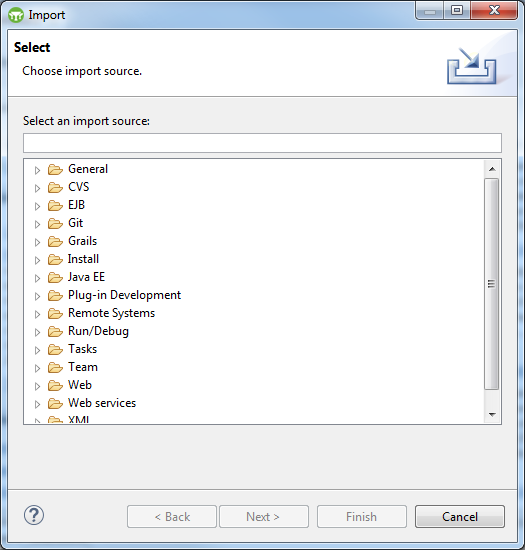 Import
Select
Choose import source.
Select an import source:
General
CVS
EJB
Git
Grails
Install
Java EE
Plug-in Development
Remote Systems
Run/Debug
Tasks
Team
Web
Web services
XML
?
< Back
Next >
Finish
Cancel